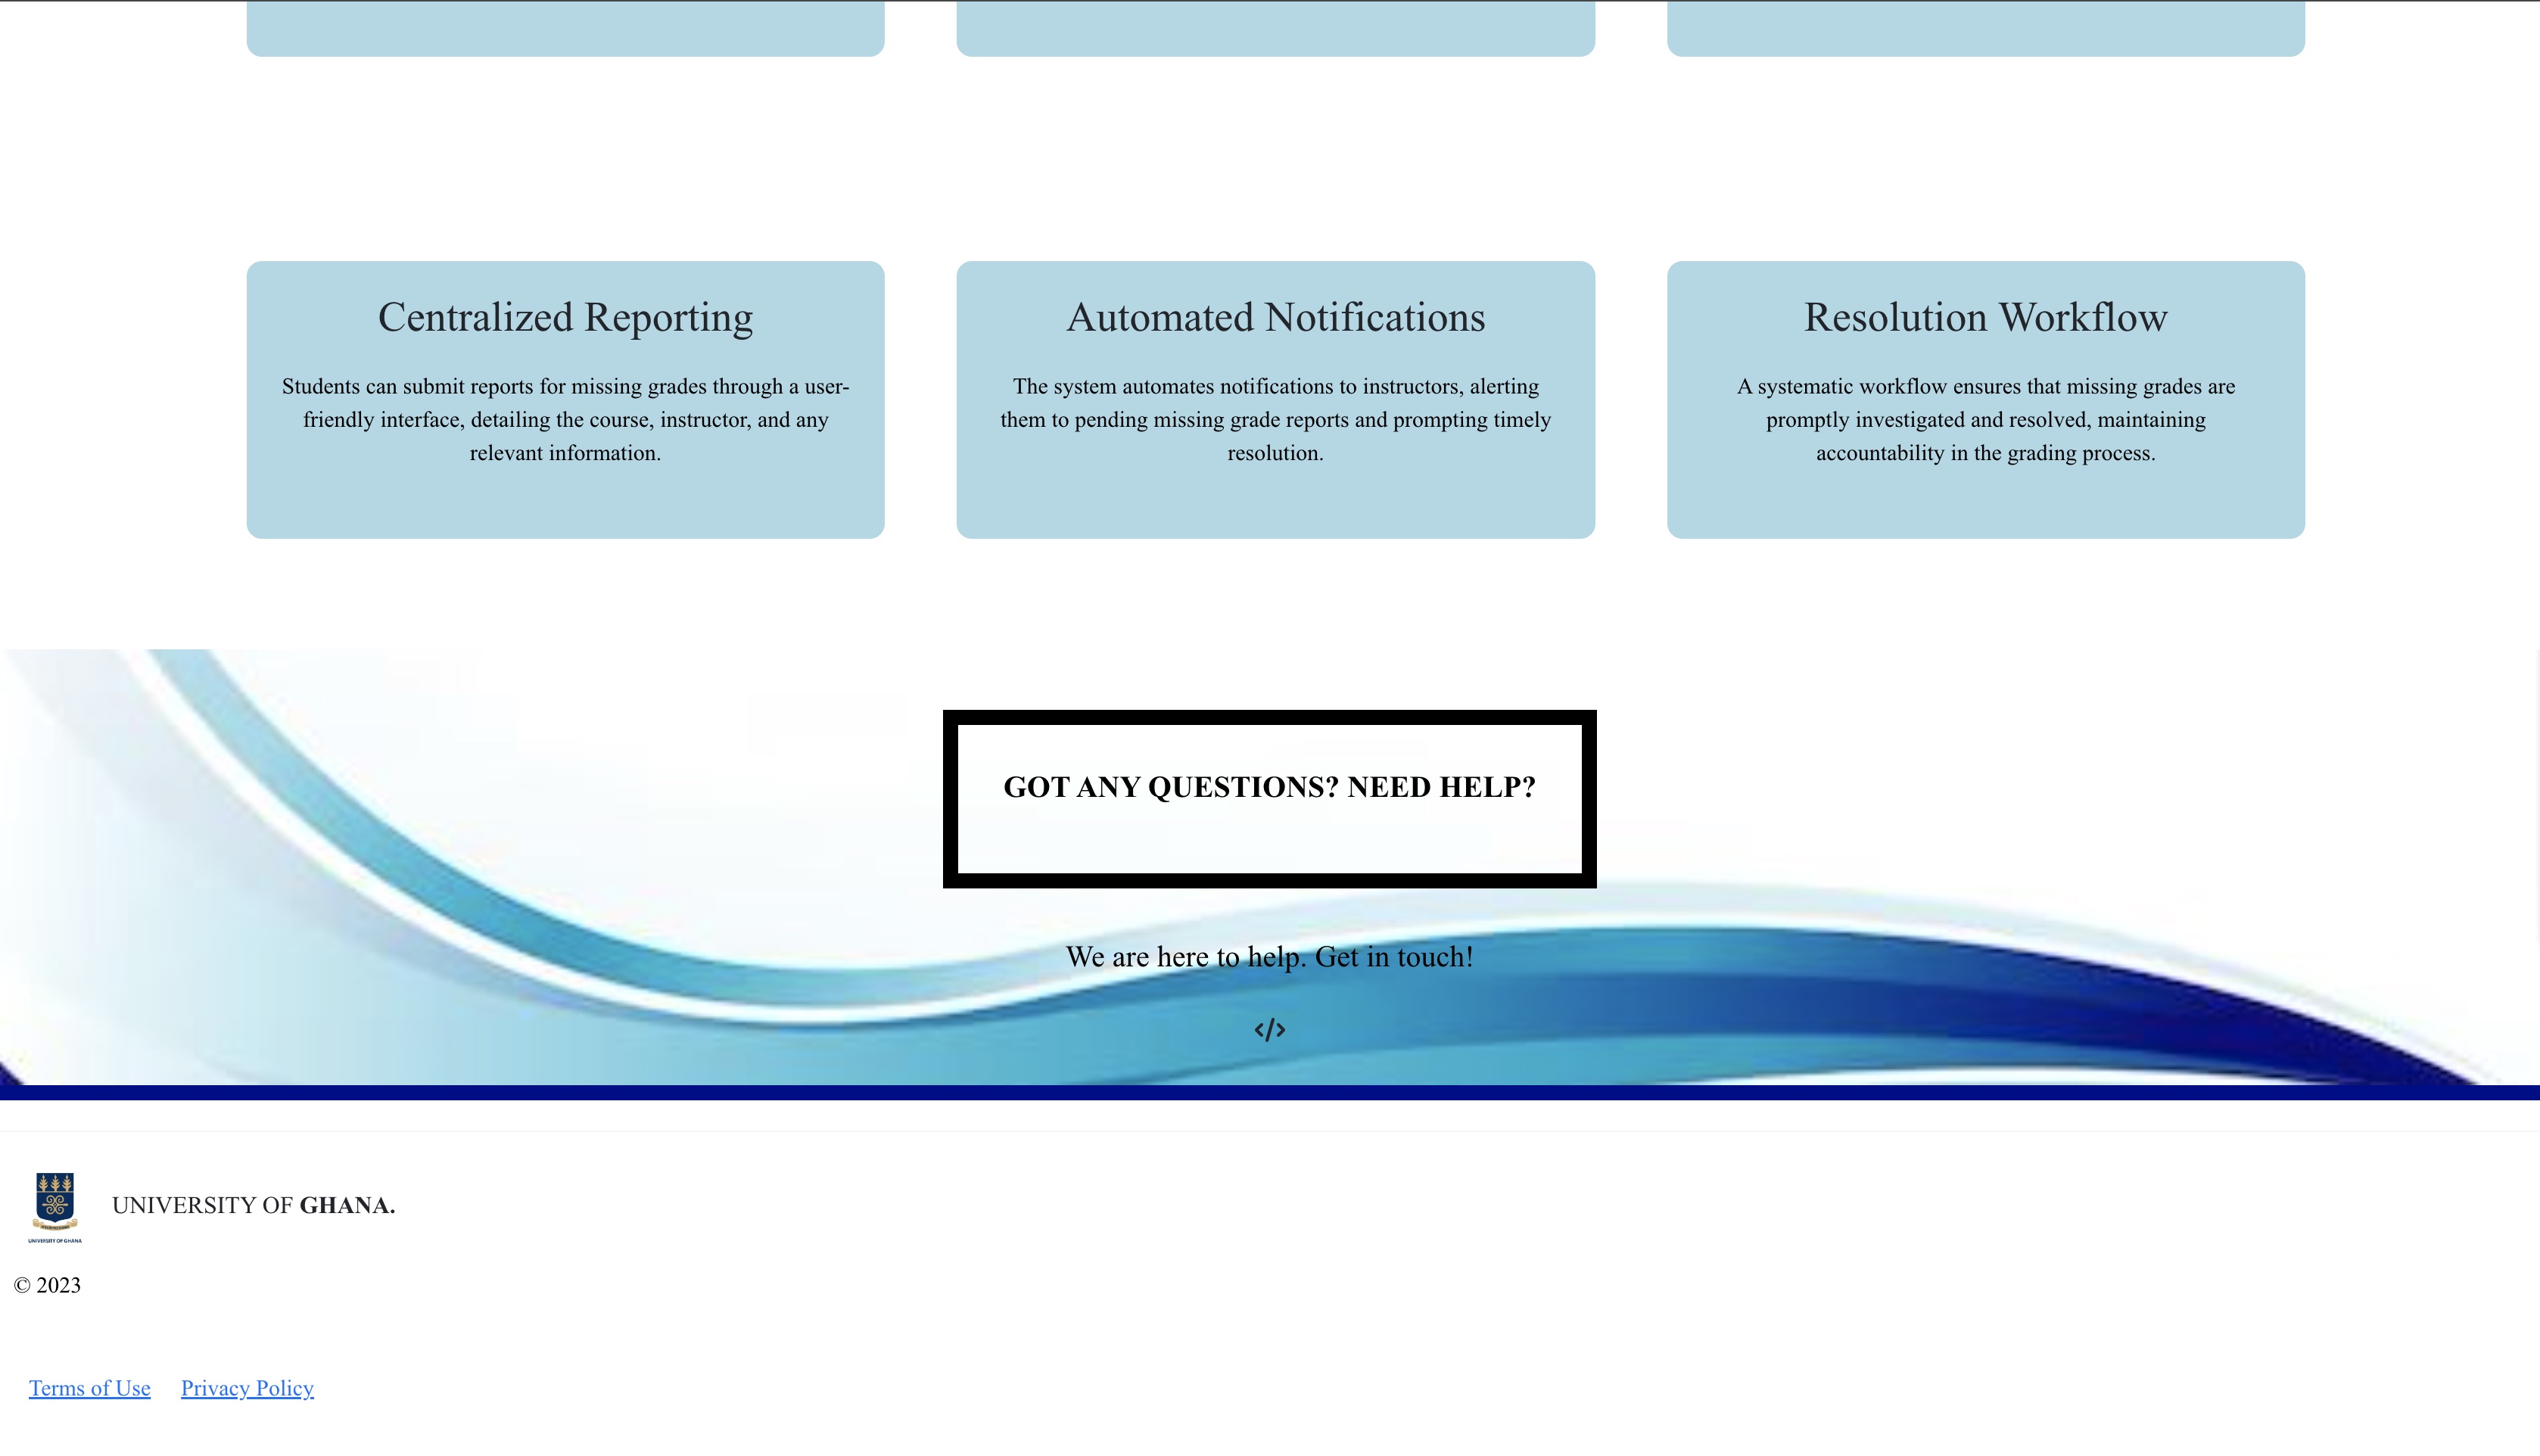 Centralized Reporting
Students can submit reports for missing grades through a user-
friendly interface, detailing the course, instructor, and any
relevant information.
Automated Notifications
The system automates notifications to instructors, alerting
them to pending missing grade reports and prompting timely
resolution.
Resolution Workflow
A systematic workflow ensures that missing grades are
promptly investigated and resolved, maintaining
accountability in the grading process.
GOT ANY QUESTIONS? NEED HELP?
We are here to help. Get in touch!
</>
UNIVERSITY OF GHANA
UNIVERSITY OF GHANA.
© 2023
Terms of Use
Privacy Policy